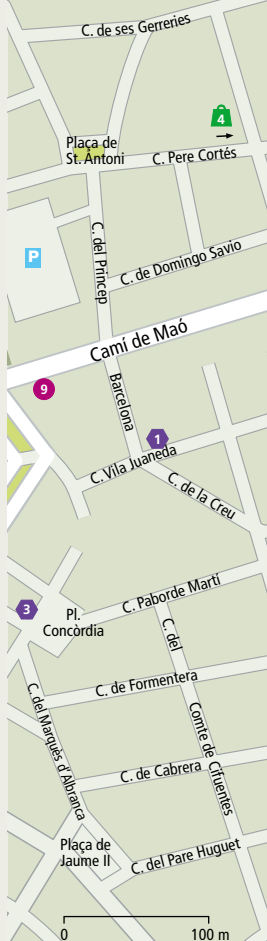 C. de ses Gerreries
4
Plaça de
St. Antoni
C. Pere Cortés
C. del Príncep
P
C. de Domingo Savio
Camí de Maó
9
Barcelona
1
C. Vila Juaneda
C. de la Creu
C. Paborde Martí
3
Pl.
Concòrdia
C. del
C. de Formentera
C. del Marquès d'Albranca
Comte de Cifuentes
C. de Cabrera
Plaça de
Jaume II
C. del Pare Huguet
0 100 m